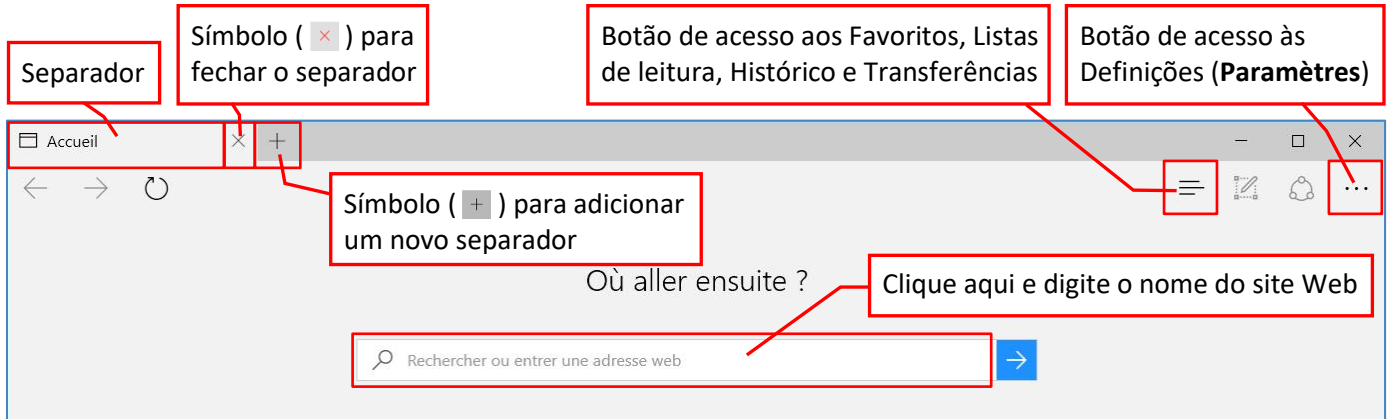 Separador
Símbolo ( × ) para
fechar o separador
Botão de acesso aos Favoritos, Listas
de leitura, Histórico e Transferências
Botão de acesso às
Definições (Paramètres)
Accueil
Símbolo ( + ) para adicionar
um novo separador
Où aller ensuite ?
Clique aqui e digite o nome do site Web
Rechercher ou entrer une adresse web